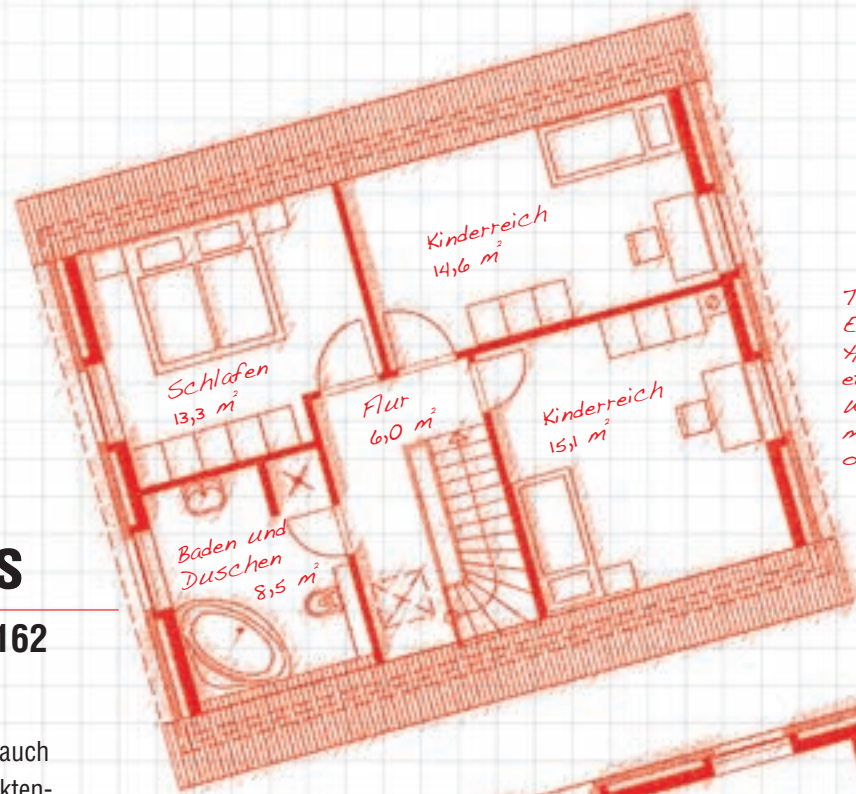 Kinderreich
14,6 m²
Schlafen
13,3 m²
Flur
6,0 m²
Kinderreich
15,1 m²
Baden und
Duschen
8,5 m²
S
162
auch
kten-